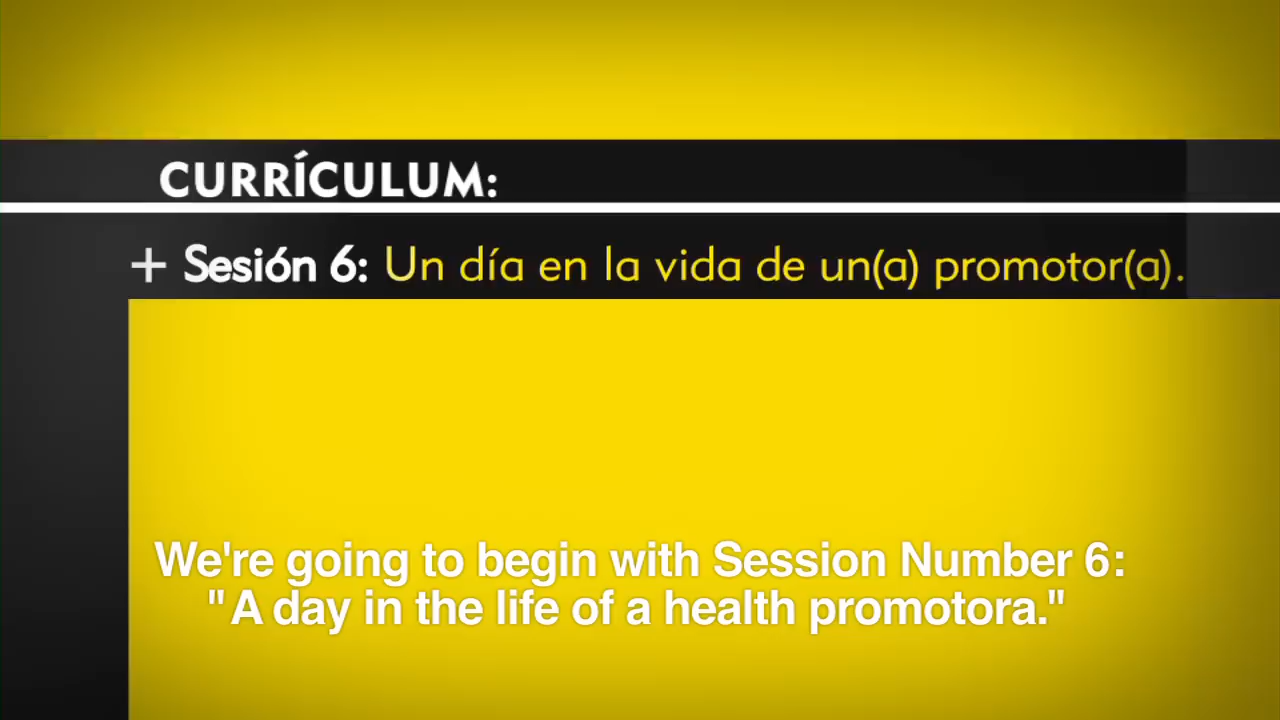 CURRÍCULUM:
+ Sesión 6: Un día en la vida de un(a) promotor(a).
We're going to begin with Session Number 6:
"A day in the life of a health promotora."